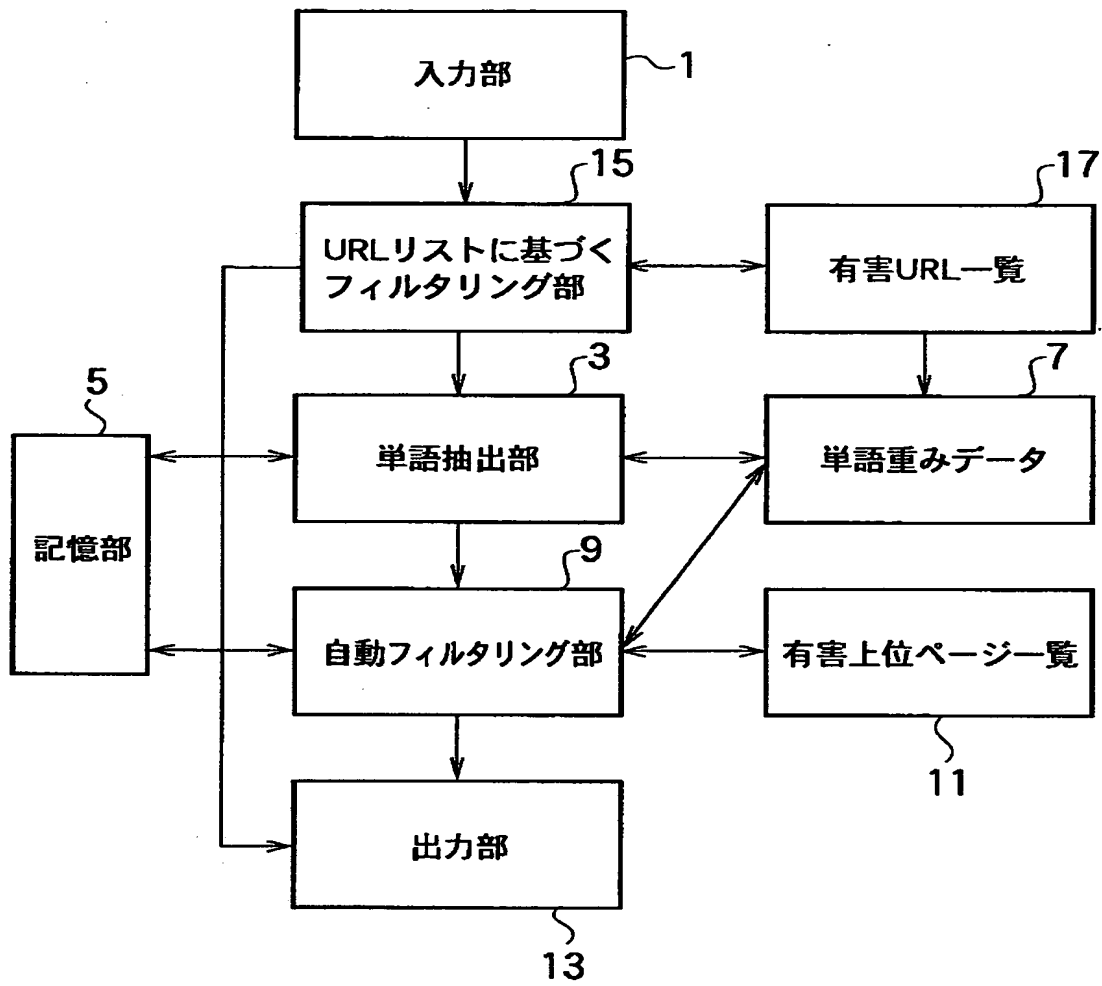 入力部
1
15
17
URLリストに基づく
フィルタリング部
有害URL一覧
3
7
5
単語抽出部
単語重みデータ
記憶部
9
自動フィルタリング部
有害上位ページ一覧
11
出力部
13